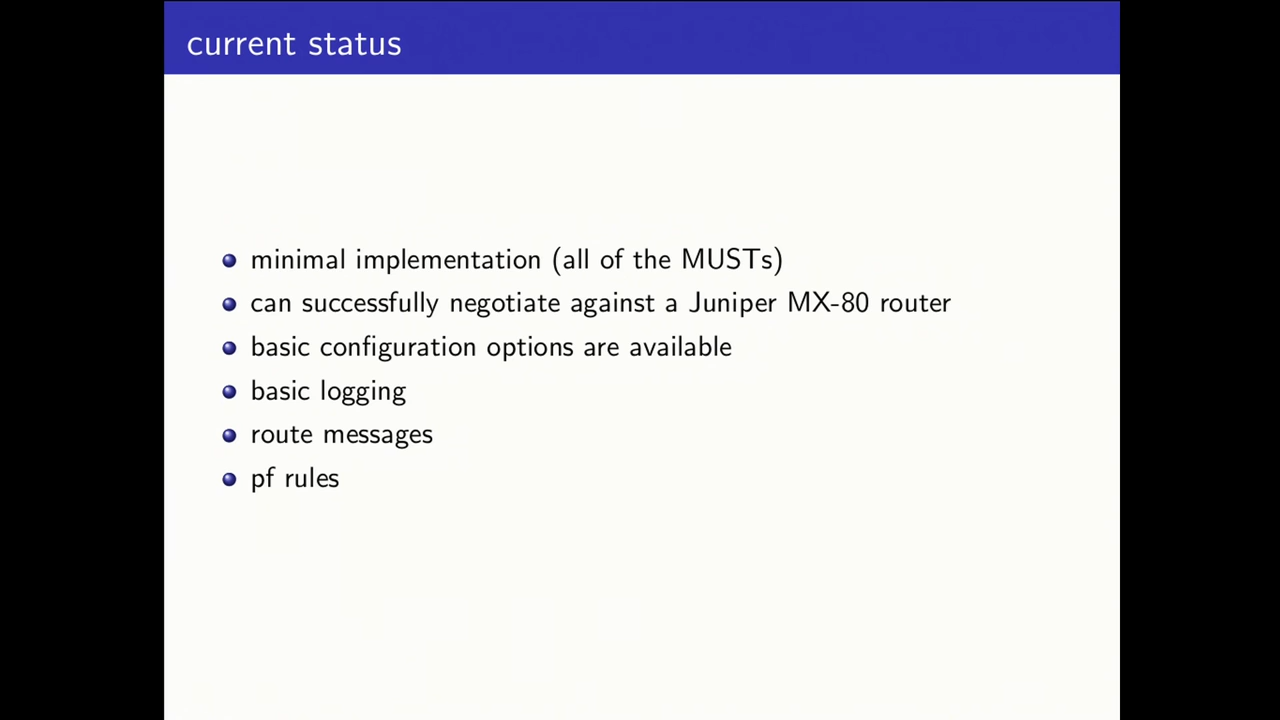 current status
minimal implementation (all of the MUSTs)
can successfully negotiate against a Juniper MX-80 router
basic configuration options are available
basic logging
route messages
pf rules